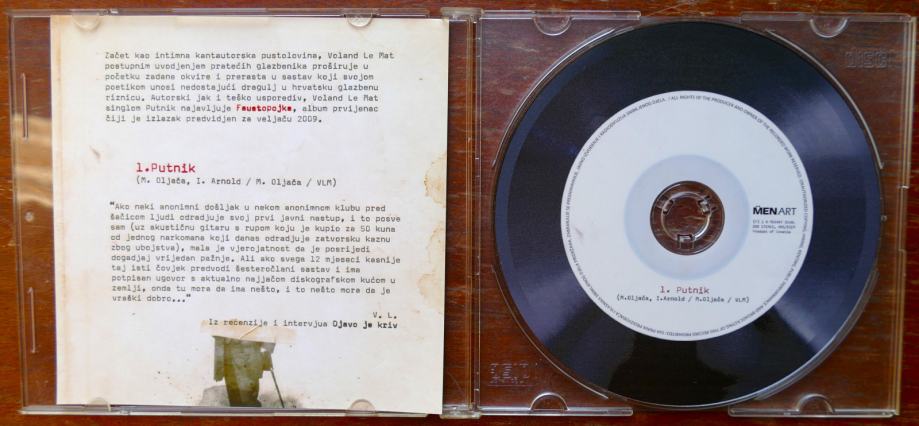 Začet kao intimna kantautorska pustolovina, Voland Le Mat
postupnim uvodjenjem pratećih glazbenika proširuje u
početku zadane okvire i prerasta u sastav koji svojom
poetikom unosi nedostajući dragulj u hrvatsku glazbenu
riznicu. Autorski jak i teško usporediv, Voland Le Mat
singlom Putnik najavljuje Faustopojke, album prvijenac
čiji je izlazak predvidjen za veljaču 2009.
1.Putnik
(M. Oljača, I. Arnold / M. Oljača / VLM)
"Ako neki anonimni došljak u nekom anonimnom klubu pred
šačicom ljudi odradjuje svoj prvi javni nastup, i to posve
sam (uz akustičnu gitaru s rupom koju je kupio za 50 kuna
od jednog narkomana koji danas odradjuje zatvorsku kaznu
zbog ubojstva), mala je vjerojatnost da je posrijedi
dogadjaj vrijedan pažnje. Ali ako svega 12 mjeseci kasnije
taj isti čovjek predvodi šesteročlani sastav i ima
potpisan ugovor s aktualno najjačom diskografskom kućom u
zemlji, onda tu mora da ima nešto, i to nešto mora da je
vraški dobro..."
V. L.
Iz recenzije i intervjua Djavo je kriv
MENART
1. Putnik
(M.Oljača, I.Arnold / M.Oljača / VLM)